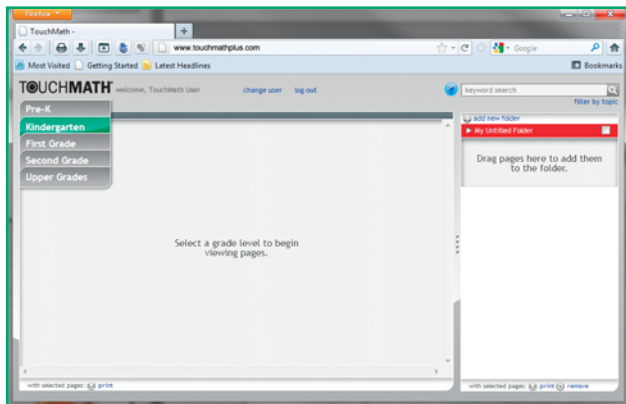 Firefox
TouchMath -
www.touchmathplus.com
Google
Most Visited Getting Started Latest Headlines
Bookmarks
TOUCHMATH welcome, TouchMath User change user log out
keyword search
filter by topic
Pre-K
Kindergarten
First Grade
Second Grade
Upper Grades
add new folder
My Untitled Folder
Drag pages here to add them
to the folder.
Select a grade level to begin
viewing pages.
with selected pages: print
with selected pages: print remove